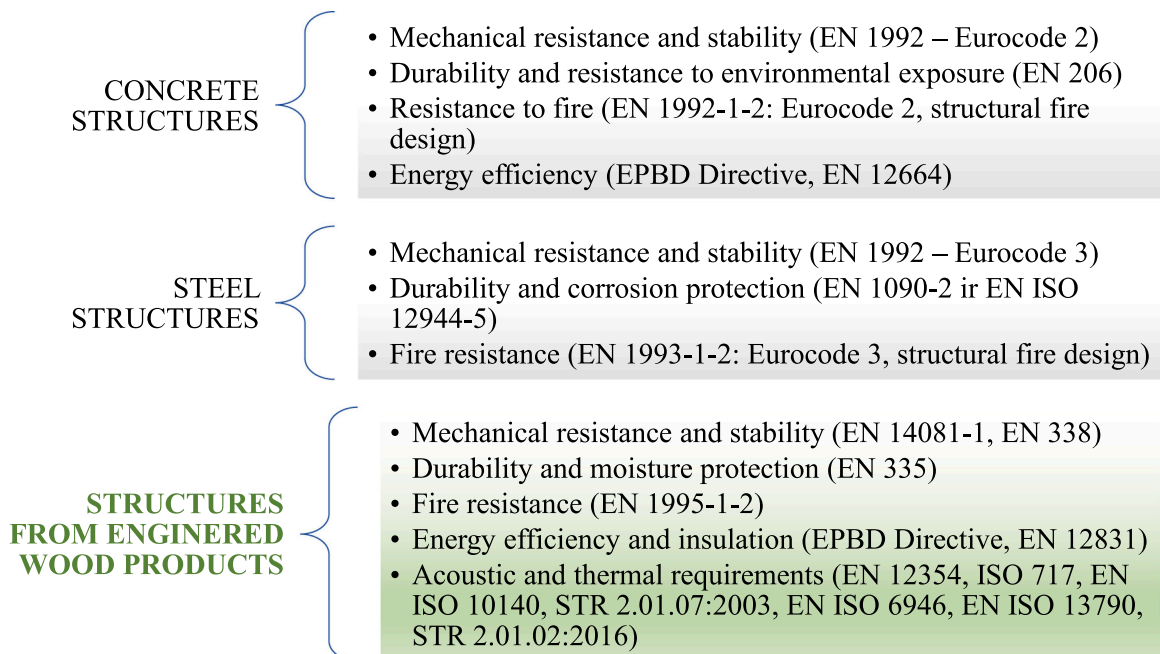 CONCRETE
STRUCTURES
• Mechanical resistance and stability (EN 1992 – Eurocode 2)
• Durability and resistance to environmental exposure (EN 206)
• Resistance to fire (EN 1992-1-2: Eurocode 2, structural fire
design)
• Energy efficiency (EPBD Directive, EN 12664)
STEEL
STRUCTURES
• Mechanical resistance and stability (EN 1992 – Eurocode 3)
• Durability and corrosion protection (EN 1090-2 ir EN ISO
12944-5)
• Fire resistance (EN 1993-1-2: Eurocode 3, structural fire design)
STRUCTURES
FROM ENGINERED
WOOD PRODUCTS
• Mechanical resistance and stability (EN 14081-1, EN 338)
• Durability and moisture protection (EN 335)
• Fire resistance (EN 1995-1-2)
• Energy efficiency and insulation (EPBD Directive, EN 12831)
• Acoustic and thermal requirements (EN 12354, ISO 717, EN
ISO 10140, STR 2.01.07:2003, EN ISO 6946, EN ISO 13790,
STR 2.01.02:2016)